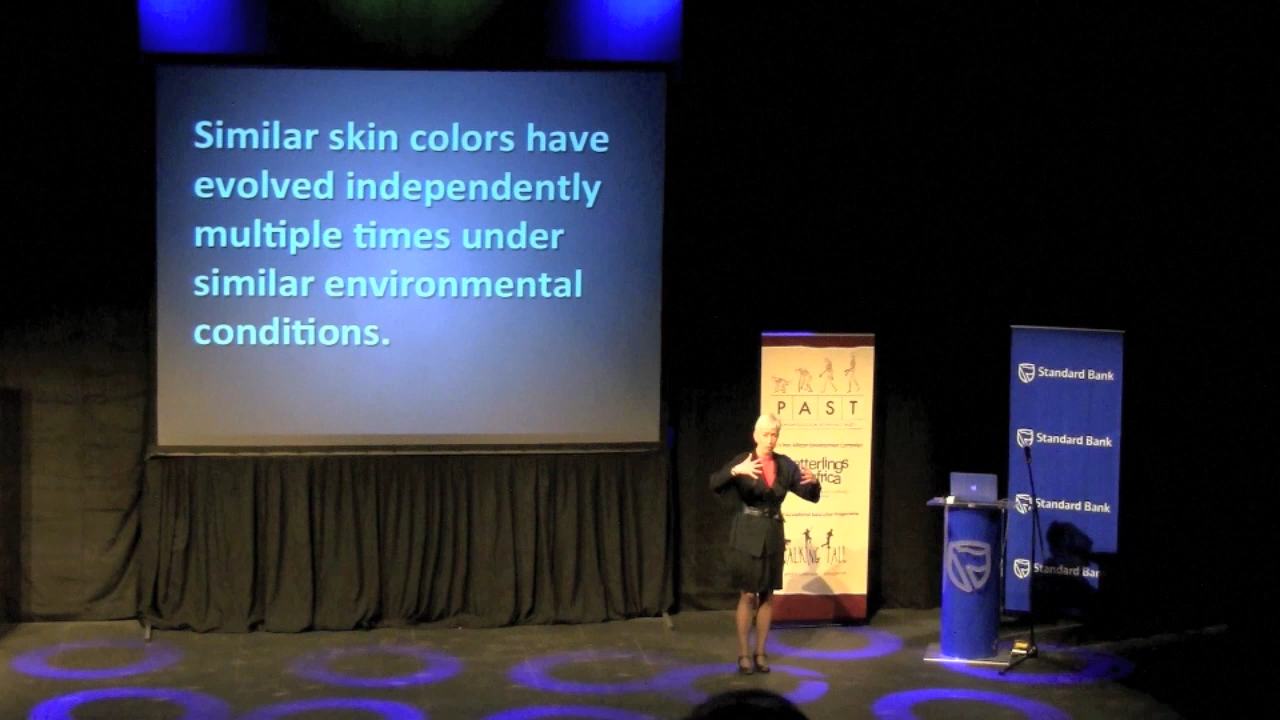 Similar skin colors have
evolved independently
multiple times under
similar environmental
conditions.
PAST
Standard Bank
Standard Bank
Standard Bank
Standard